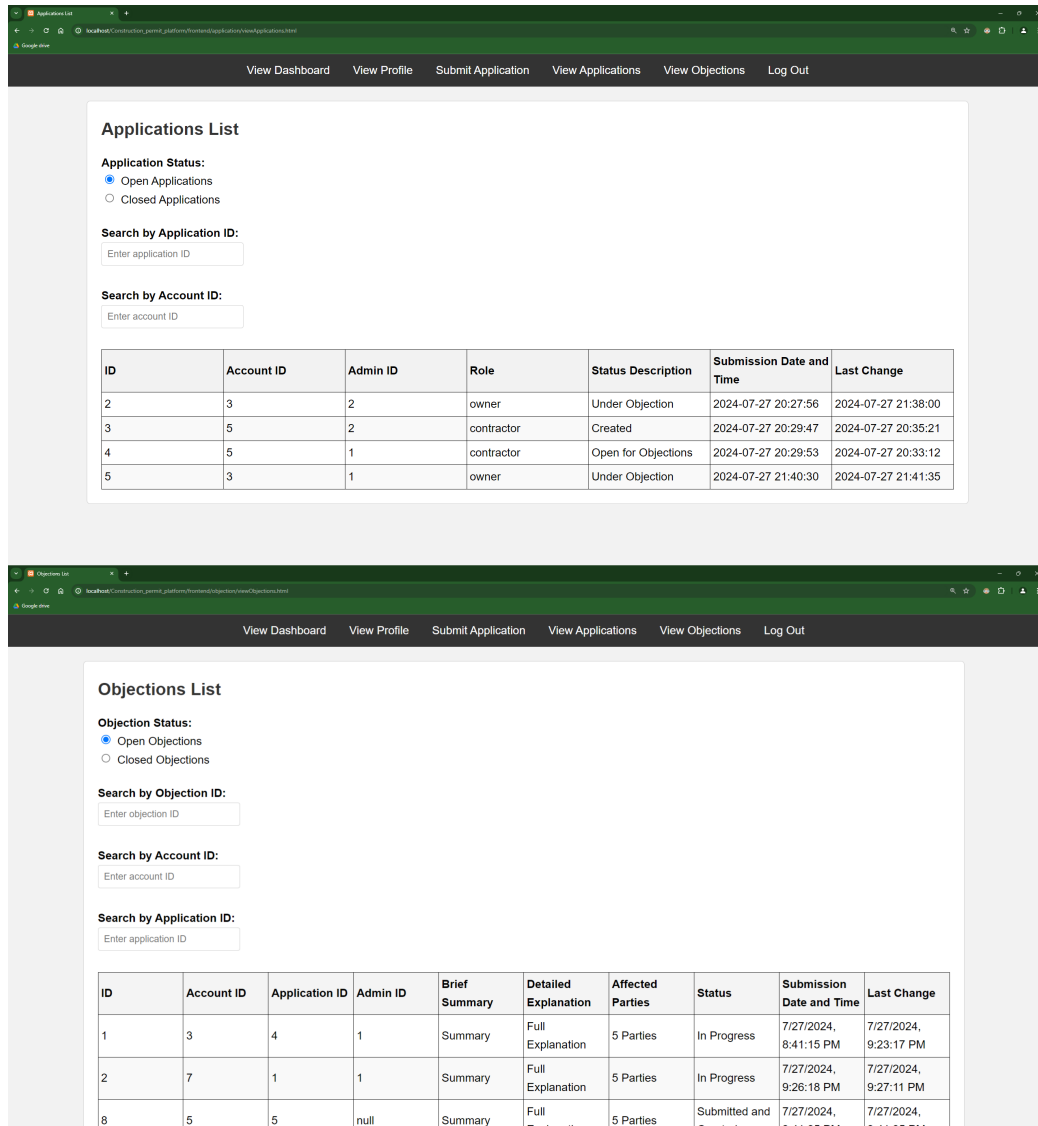 Applications List
localhost/Construction_permit_platform/frontend/application/viewApplications.html
Google drive
View Dashboard View Profile Submit Application View Applications View Objections Log Out
Applications List
Application Status:
Open Applications
Closed Applications
Search by Application ID:
Enter application ID
Search by Account ID:
Enter account ID
ID Account ID Admin ID Role Status Description Submission Date and Time Last Change
2 3 2 owner Under Objection 2024-07-27 20:27:56 2024-07-27 21:38:00
3 5 2 contractor Created 2024-07-27 20:29:47 2024-07-27 20:35:21
4 5 1 contractor Open for Objections 2024-07-27 20:29:53 2024-07-27 20:33:12
5 3 1 owner Under Objection 2024-07-27 21:40:30 2024-07-27 21:41:35
Objections List
localhost/Construction_permit_platform/frontend/objection/viewObjections.html
Google drive
View Dashboard View Profile Submit Application View Applications View Objections Log Out
Objections List
Objection Status:
Open Objections
Closed Objections
Search by Objection ID:
Enter objection ID
Search by Account ID:
Enter account ID
Search by Application ID:
Enter application ID
ID Account ID Application ID Admin ID Brief Summary Detailed Explanation Affected Parties Status Submission Date and Time Last Change
1 3 4 1 Summary Full Explanation 5 Parties In Progress 7/27/2024, 8:41:15 PM 7/27/2024, 9:23:17 PM
2 7 1 1 Summary Full Explanation 5 Parties In Progress 7/27/2024, 9:26:18 PM 7/27/2024, 9:27:11 PM
8 5 5 null Summary Full 5 Parties Submitted and 7/27/2024, 7/27/2024,